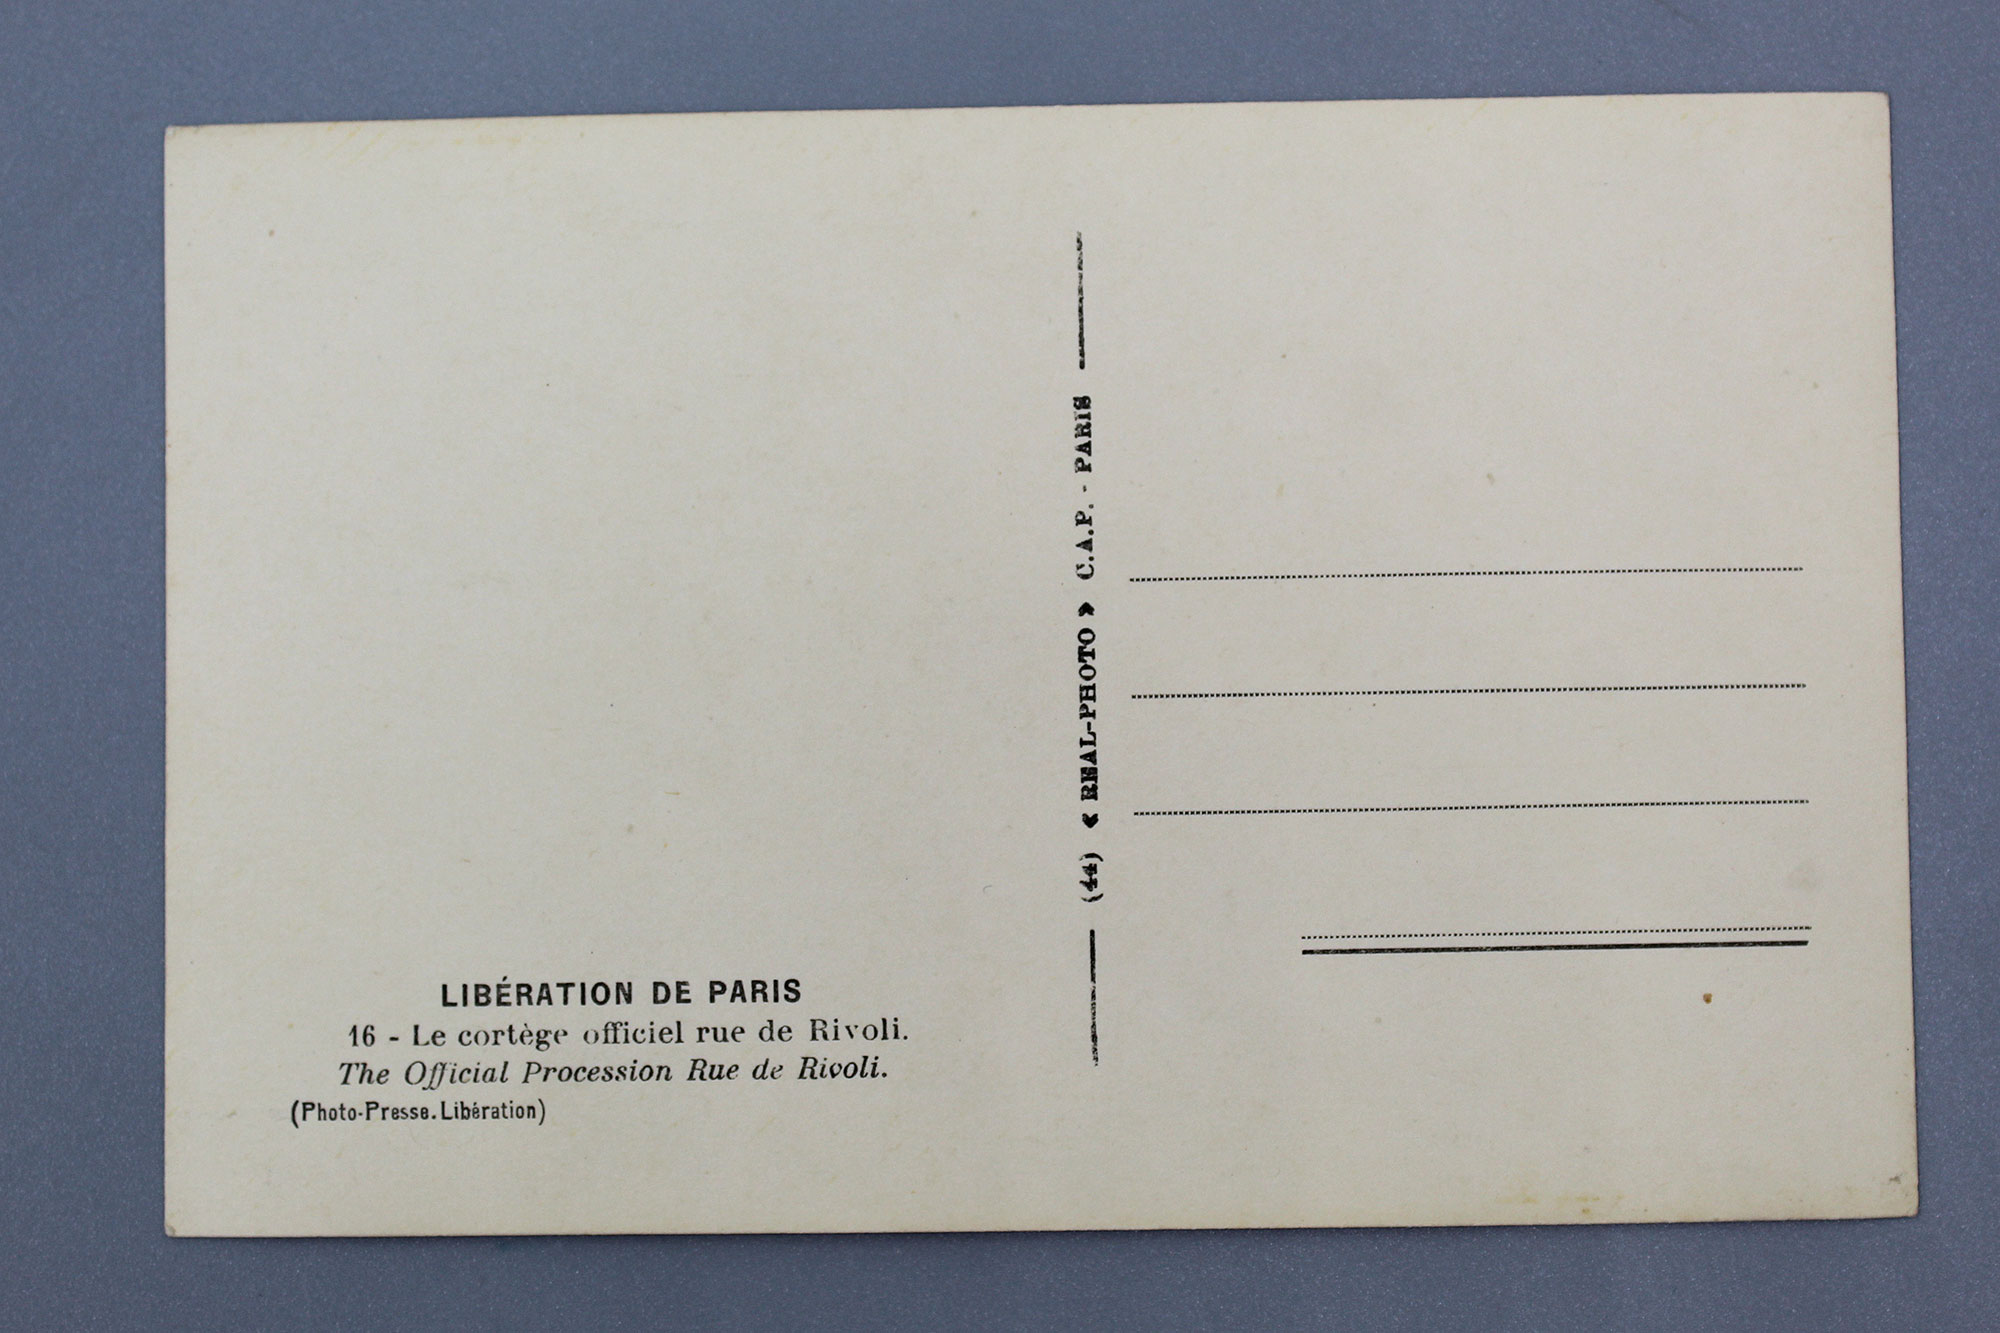 LIBÉRATION DE PARIS
16 - Le cortège officiel rue de Rivoli.
The Official Procession Rue de Rivoli.
(Photo-Presse.Libération)
(44) « REAL-PHOTO » C.A.P. - PARIS